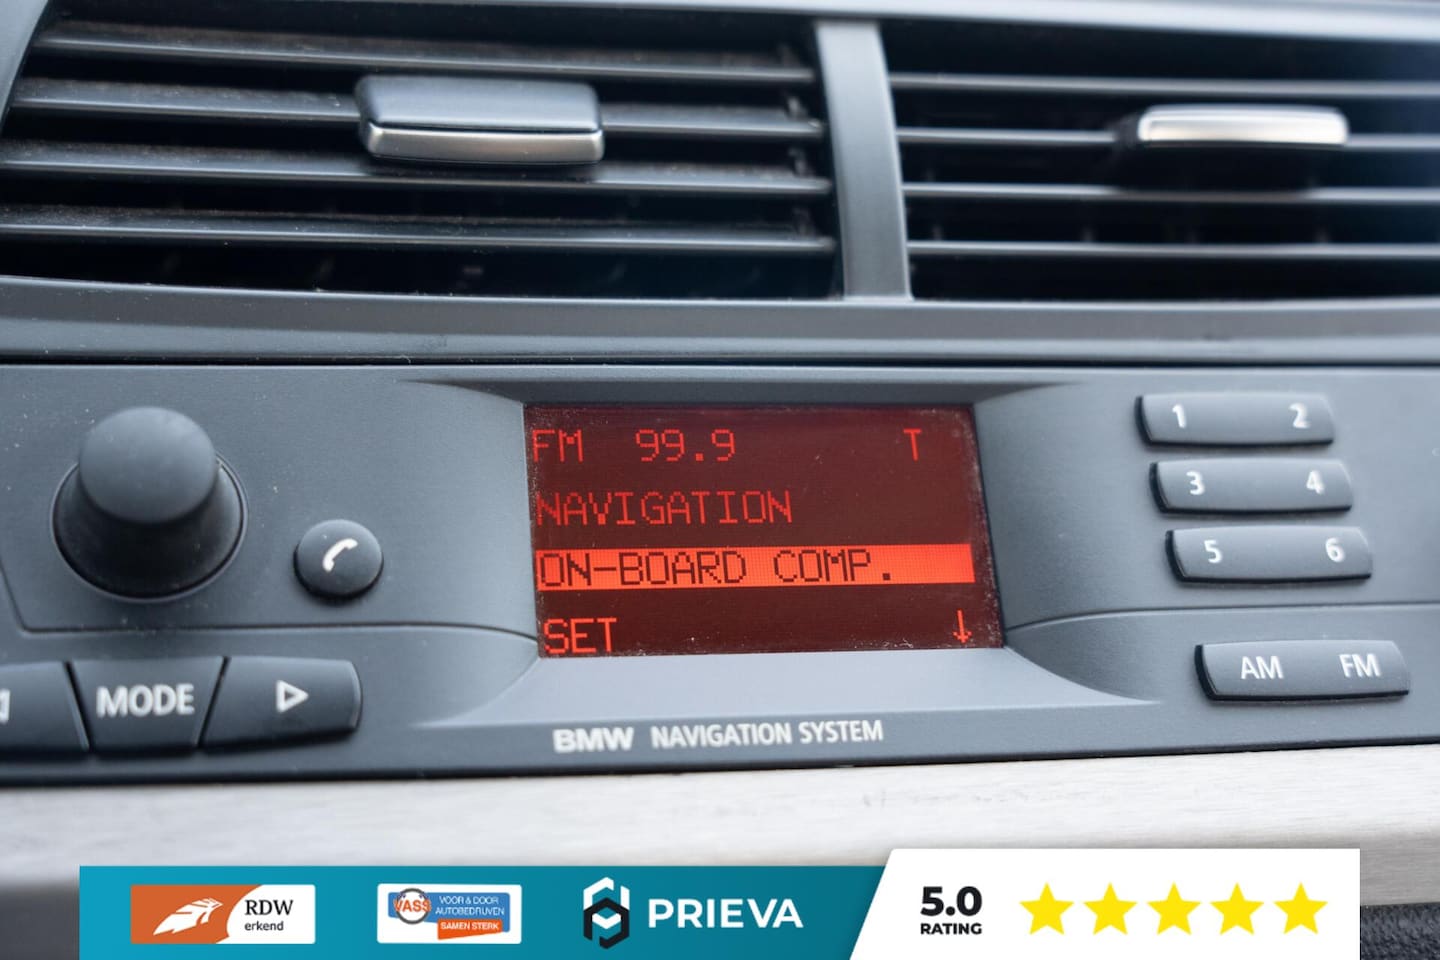 FM 99.9 T
NAVIGATION
ON-BOARD COMP.
SET
1 2
3 4
5 6
MODE
AM FM
BMW NAVIGATION SYSTEM
RDW
erkend
VASS
VOOR & DOOR
AUTOBEDRIJVEN
SAMEN STERK
PRIEVA
5.0
RATING